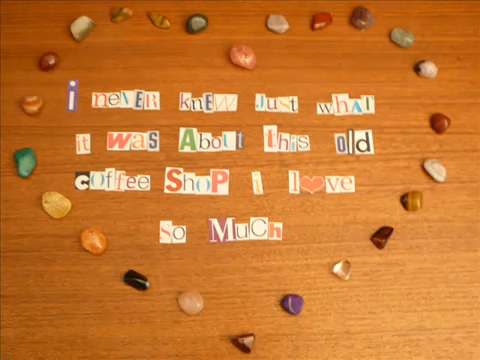 i neVER knEW Just whAt
it WAS AbouT this old
coffee SHoP i love
so MuCh